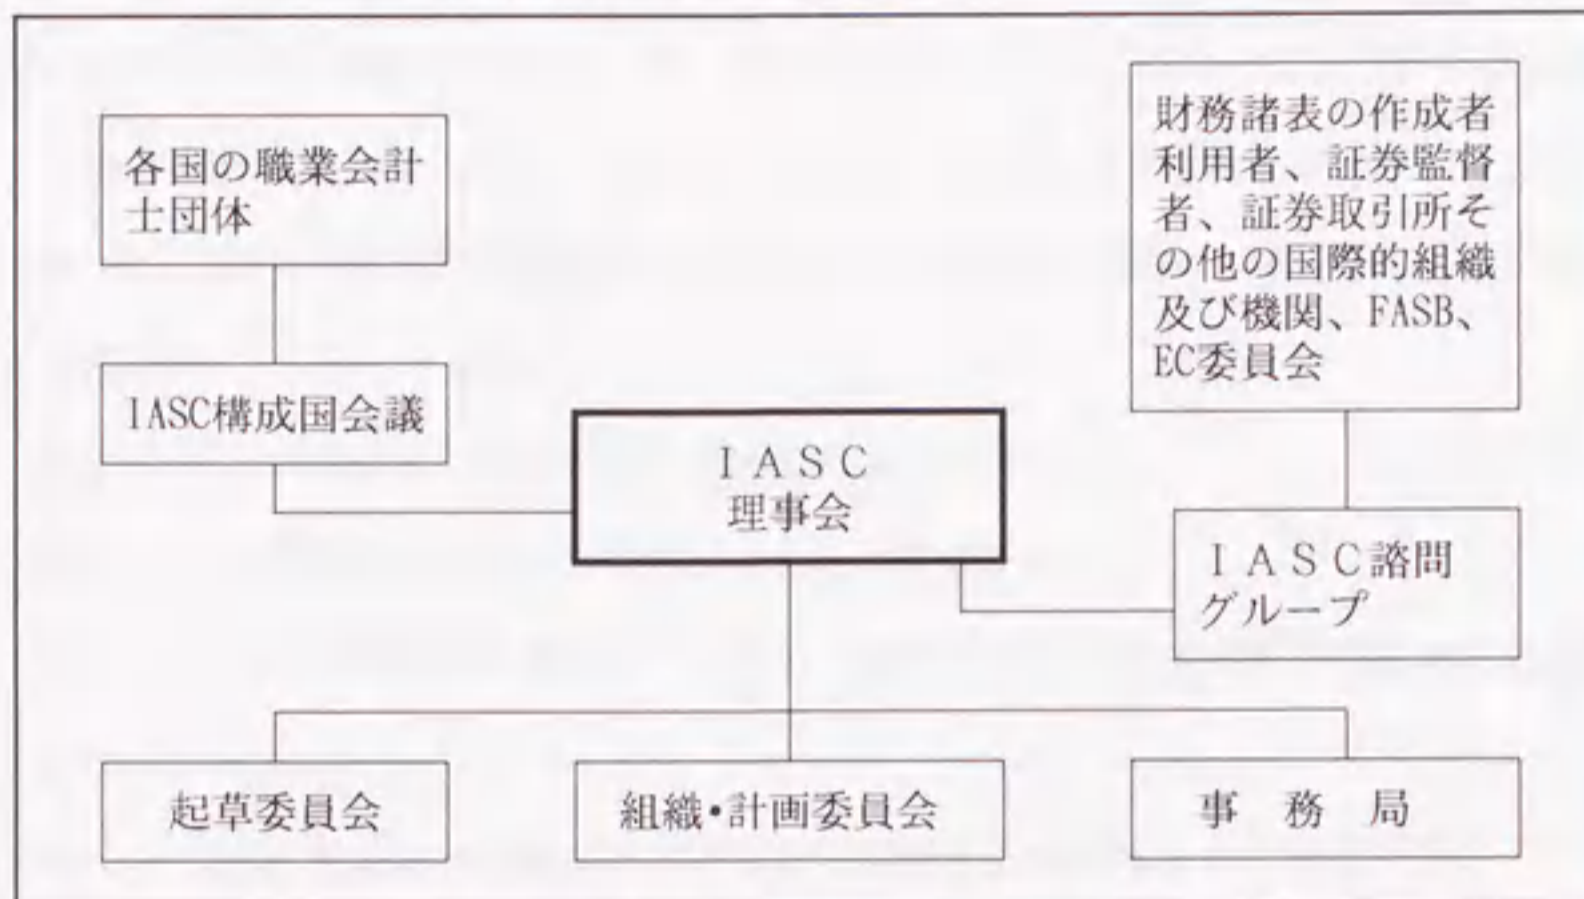 各国の職業会計
士団体
IASC構成国会議
ＩＡＳＣ
理事会
財務諸表の作成者
利用者、証券監督
者、証券取引所そ
の他の国際的組織
及び機関、FASB、
EC委員会
ＩＡＳＣ諮問
グループ
起草委員会
組織・計画委員会
事　務　局